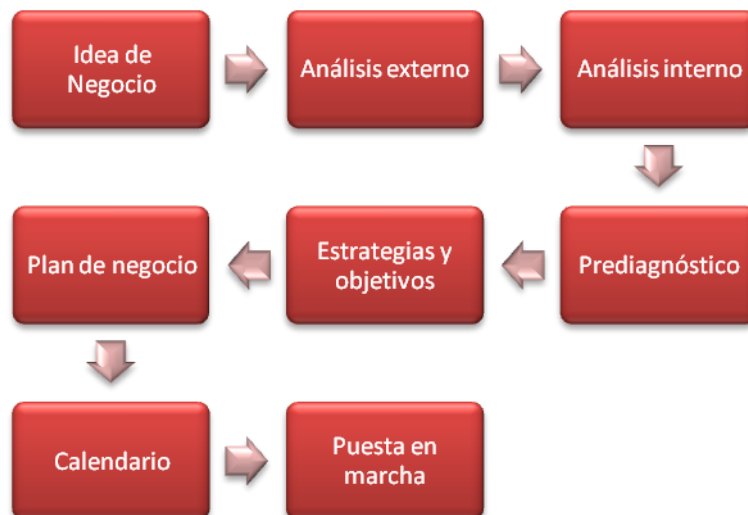 Idea de
Negocio
Análisis externo
Análisis interno
Prediagnóstico
Estrategias y
objetivos
Plan de negocio
Calendario
Puesta en
marcha